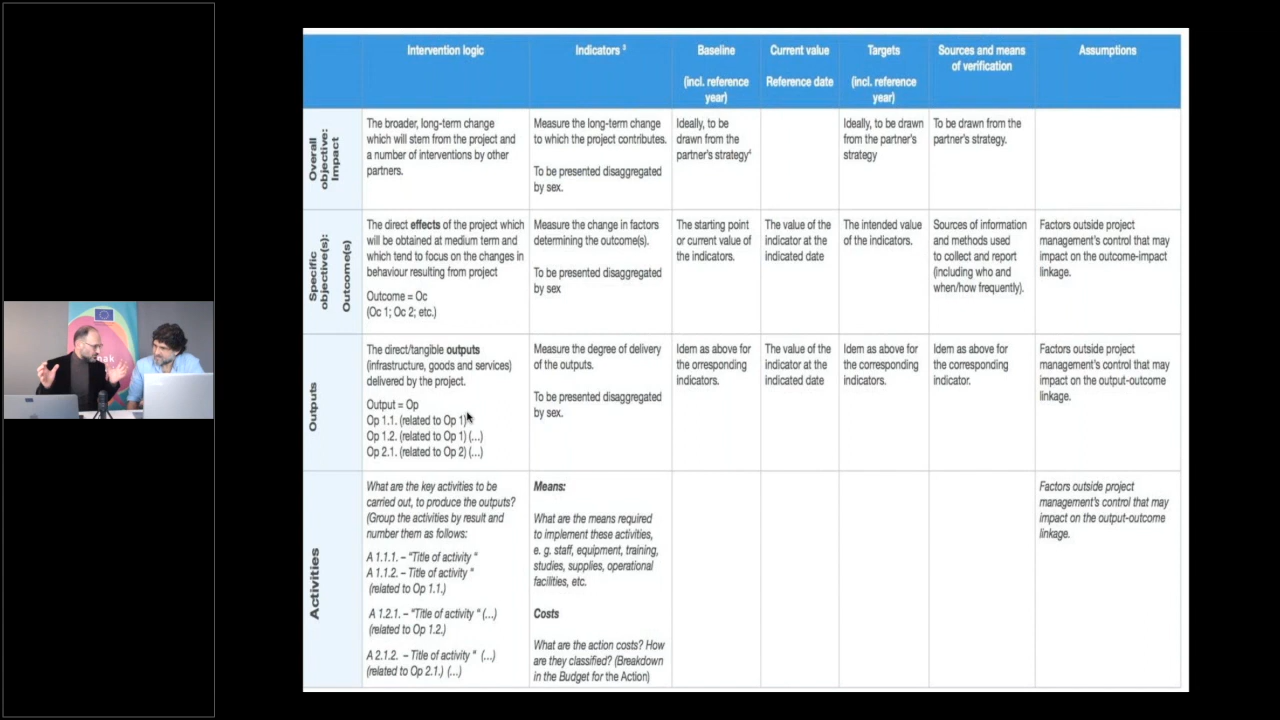 Intervention logic
Indicators 3
Baseline
(incl. reference
year)
Current value
Reference date
Targets
(incl. reference
year)
Sources and means
of verification
Assumptions
Overall
objective:
Impact
The broader, long-term change
which will stem from the project and
a number of interventions by other
partners.
Measure the long-term change
to which the project contributes.
To be presented disaggregated
by sex.
Ideally, to be
drawn from the
partner's strategy4
Ideally, to be drawn
from the partner's
strategy
To be drawn from the
partner's strategy.
Specific
objective(s):
Outcome(s)
The direct effects of the project which
will be obtained at medium term and
which tend to focus on the changes in
behaviour resulting from project
Outcome = Oc
(Oc 1; Oc 2; etc.)
Measure the change in factors
determining the outcome(s).
To be presented disaggregated
by sex
The starting point
or current value of
the indicators.
The value of the
indicator at the
indicated date
The intended value
of the indicators.
Sources of information
and methods used
to collect and report
(including who and
when/how frequently).
Factors outside project
management's control that may
impact on the outcome-impact
linkage.
Outputs
The direct/tangible outputs
(infrastructure, goods and services)
delivered by the project.
Output = Op
Op 1.1. (related to Op 1)
Op 1.2. (related to Op 1) (...)
Op 2.1. (related to Op 2) (...)
Measure the degree of delivery
of the outputs.
To be presented disaggregated
by sex.
Idem as above for
the orresponding
indicators.
The value of the
indicator at the
indicated date
Idem as above for
the corresponding
indicators.
Idem as above for
the corresponding
indicator.
Factors outside project
management's control that may
impact on the output-outcome
linkage.
Activities
What are the key activities to be
carried out, to produce the outputs?
(Group the activities by result and
number them as follows:
A 1.1.1. – "Title of activity "
A 1.1.2. – Title of activity "
(related to Op 1.1.)
A 1.2.1. – "Title of activity " (...)
(related to Op 1.2.)
A 2.1.2. – Title of activity " (...)
(related to Op 2.1.) (...)
Means:
What are the means required
to implement these activities,
e. g. staff, equipment, training,
studies, supplies, operational
facilities, etc.
Costs
What are the action costs? How
are they classified? (Breakdown
in the Budget for the Action)
Factors outside project
management's control that may
impact on the output-outcome
linkage.